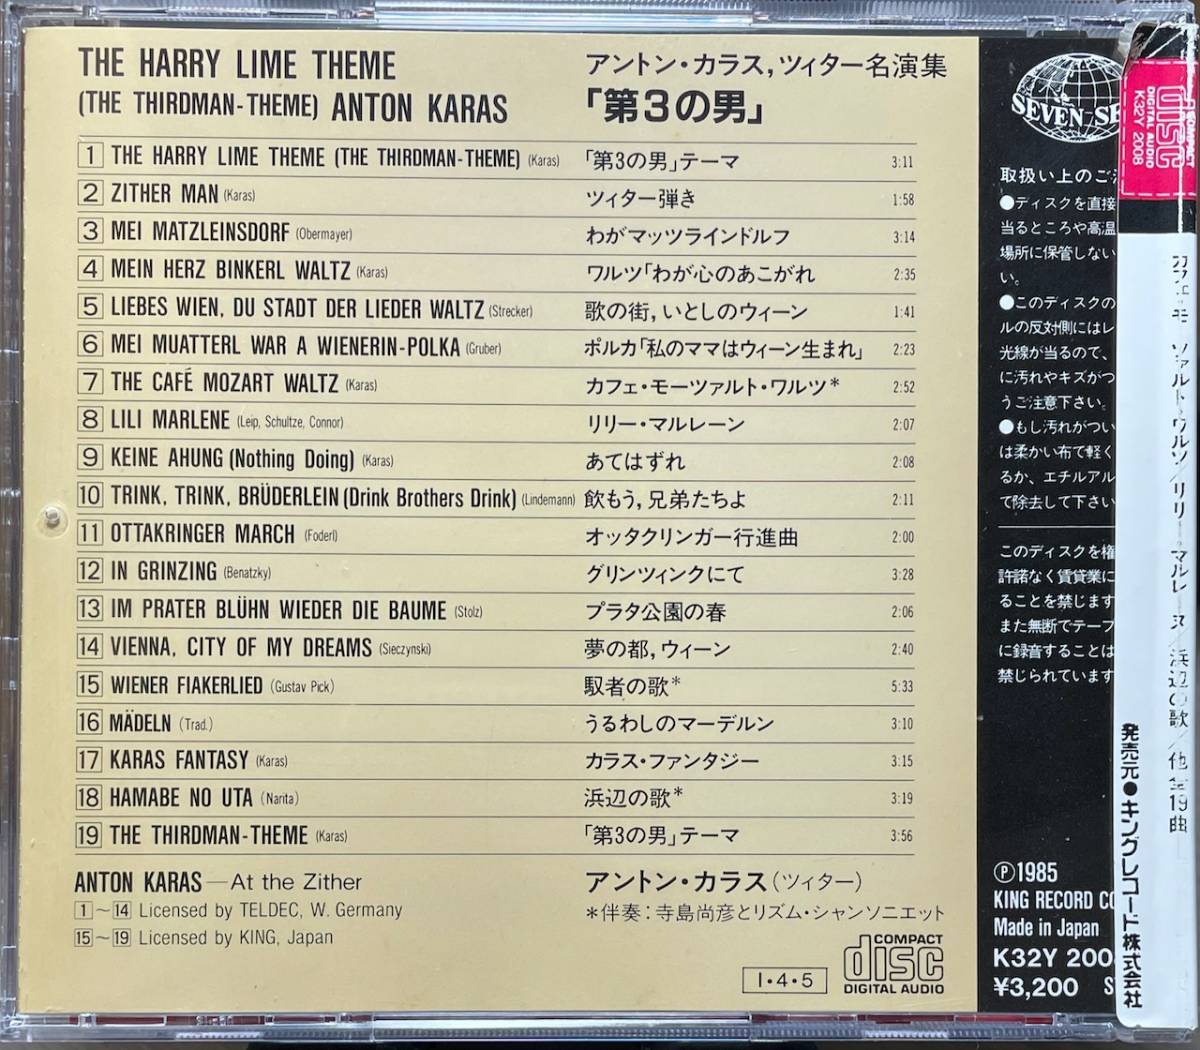 THE HARRY LIME THEME
(THE THIRDMAN-THEME) ANTON KARAS
アントン・カラス,ツィター名演集
「第3の男」
1 THE HARRY LIME THEME (THE THIRDMAN-THEME) (Karas) 「第3の男」テーマ 3:11
2 ZITHER MAN (Karas) ツィター弾き 1:58
3 MEI MATZLEINSDORF (Obermayer) わがマッツラインドルフ 3:14
4 MEIN HERZ BINKERL WALTZ (Karas) ワルツ「わが心のあこがれ 2:35
5 LIEBES WIEN, DU STADT DER LIEDER WALTZ (Strecker) 歌の街,いとしのウィーン 1:41
6 MEI MUATTERL WAR A WIENERIN-POLKA (Gruber) ポルカ「私のママはウィーン生まれ」 2:23
7 THE CAFÉ MOZART WALTZ (Karas) カフェ・モーツァルト・ワルツ* 2:52
8 LILI MARLENE (Leip, Schultze, Connor) リリー・マルレーン 2:07
9 KEINE AHUNG (Nothing Doing) (Karas) あてはずれ 2:08
10 TRINK, TRINK, BRÜDERLEIN (Drink Brothers Drink) (Lindemann) 飲もう,兄弟たちよ 2:11
11 OTTAKRINGER MARCH (Foderl) オッタクリンガー行進曲 2:00
12 IN GRINZING (Benatzky) グリンツィンクにて 3:28
13 IM PRATER BLÜHN WIEDER DIE BAUME (Stolz) プラタ公園の春 2:06
14 VIENNA, CITY OF MY DREAMS (Sieczynski) 夢の都,ウィーン 2:40
15 WIENER FIAKERLIED (Gustav Pick) 馭者の歌* 5:33
16 MÄDELN (Trad.) うるわしのマーデルン 3:10
17 KARAS FANTASY (Karas) カラス・ファンタジー 3:15
18 HAMABE NO UTA (Narita) 浜辺の歌* 3:19
19 THE THIRDMAN-THEME (Karas) 「第3の男」テーマ 3:56
ANTON KARAS—At the Zither
1～14 Licensed by TELDEC, W. Germany
15～19 Licensed by KING, Japan
アントン・カラス(ツィター)
*伴奏:寺島尚彦とリズム・シャンソニエット
1・4・5
COMPACT
disc
DIGITAL AUDIO
SEVEN SE
取扱い上のご
●ディスクを直接
当るところや高温
場所に保管しない
い。
●このディスクの
ルの反対側にはレ
光線が当るので、
に汚れやキズがつ
うご注意下さい。
●もし汚れがつい
は柔かい布で軽く
るか、エチルアル
て除去して下さい
このディスクを権
許諾なく賃貸業に
ることを禁じます
また無断でテープ
に録音することは
禁じられています
Ⓟ1985
KING RECORD CO
Made in Japan
K32Y 200
¥3,200 S
COMPACT
disc
DIGITAL AUDIO
K32Y 2008
リリー・マルレーヌ／浜辺の歌／他全19曲
発売元●キングレコード株式会社